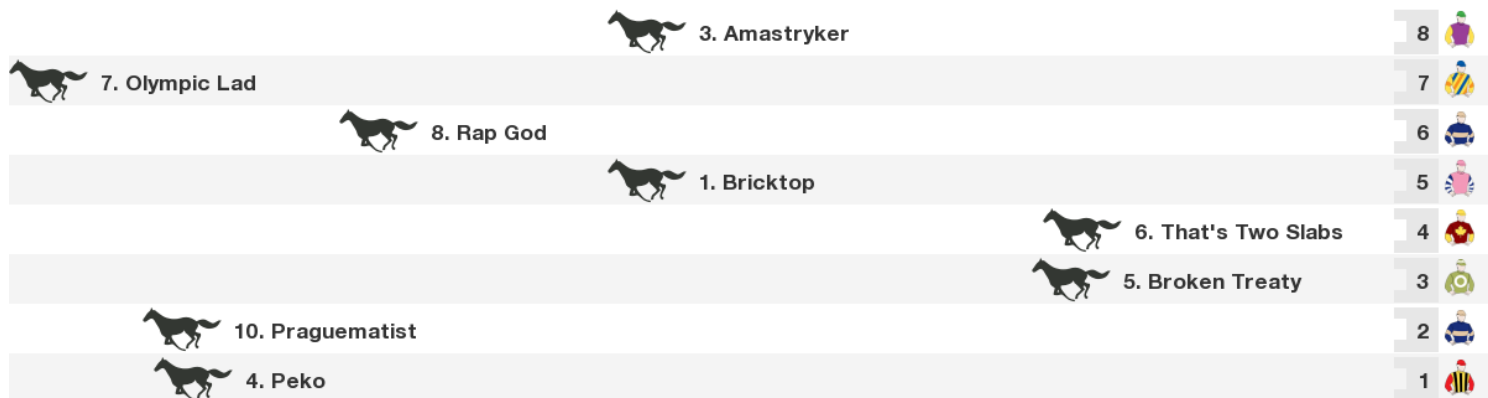 3. Amastryker 8
7. Olympic Lad 7
8. Rap God 6
1. Bricktop 5
6. That's Two Slabs 4
5. Broken Treaty 3
10. Praguematist 2
4. Peko 1